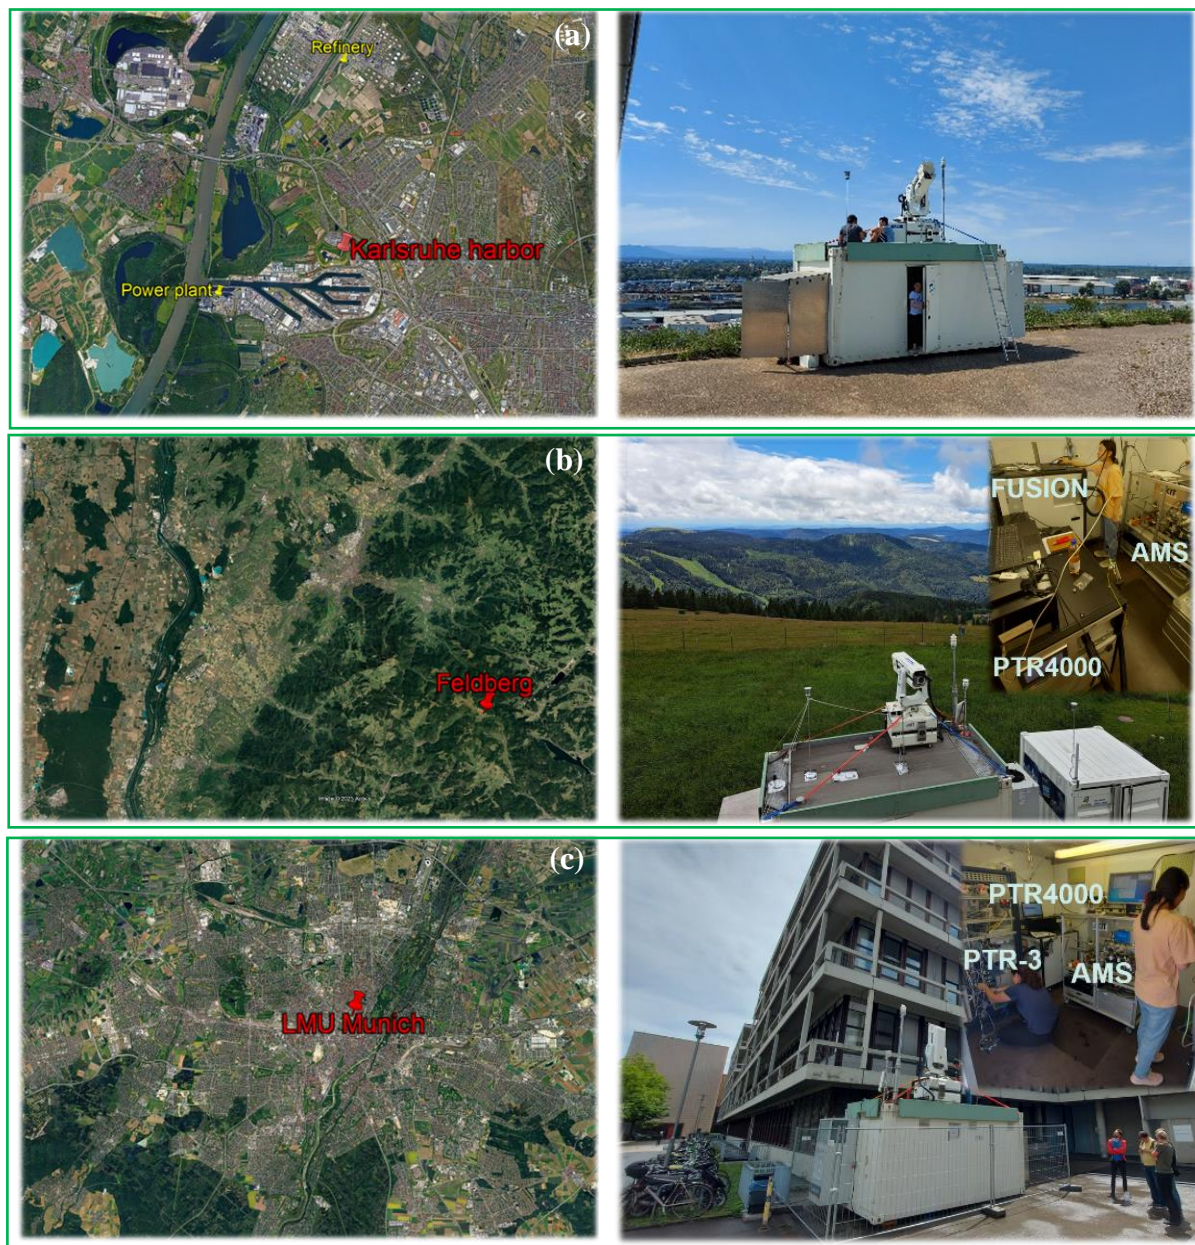 (a)
Refinery
Karlsruhe harbor
Power plant
(b)
Feldberg
FUSION
AMS
PTR4000
(c)
LMU Munich
PTR4000
PTR-3
AMS